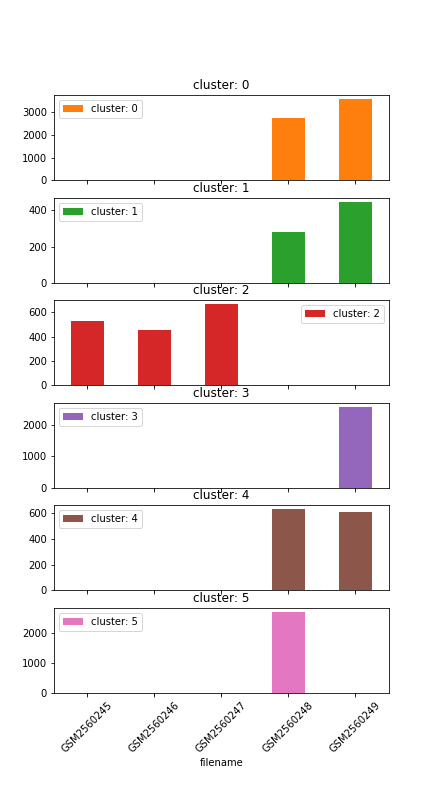 cluster: 0
3000
2000
1000
0
cluster: 0
cluster: 1
400
200
0
cluster: 1
cluster: 2
600
400
200
0
cluster: 2
cluster: 3
2000
1000
0
cluster: 3
cluster: 4
600
400
200
0
cluster: 4
cluster: 5
2000
1000
0
cluster: 5
GSM2560245
GSM2560246
GSM2560247
GSM2560248
GSM2560249
filename